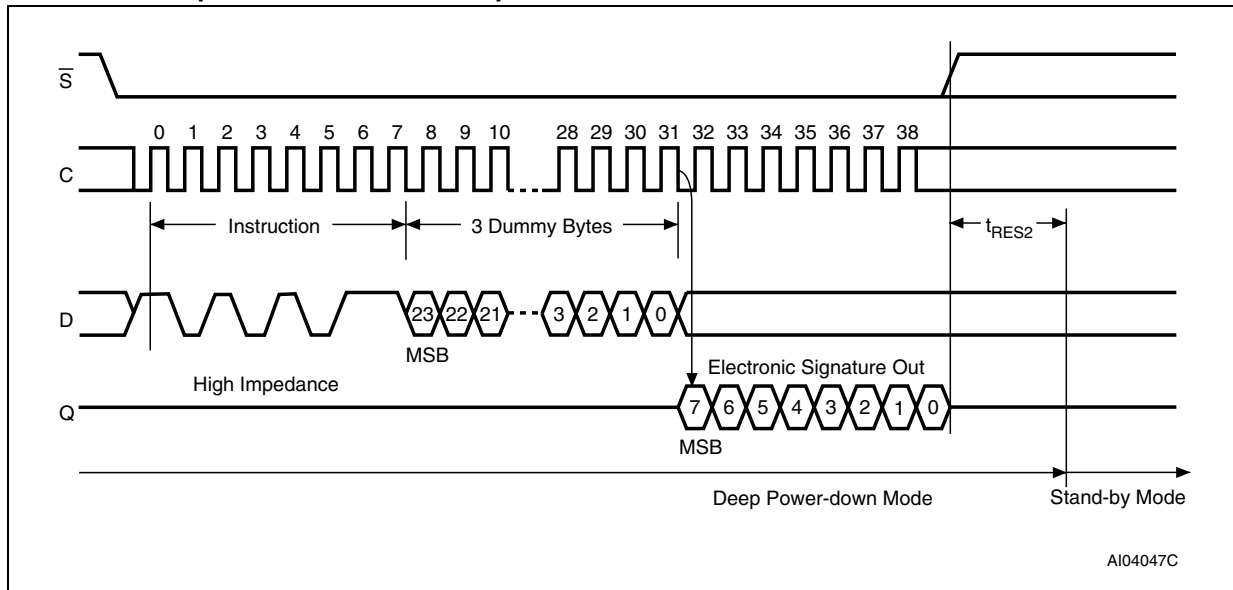 S
0 1 2 3 4 5 6 7 8 9 10 28 29 30 31 32 33 34 35 36 37 38
C
Instruction 3 Dummy Bytes tRES2
D
23 22 21 3 2 1 0
MSB
High Impedance Electronic Signature Out
Q
7 6 5 4 3 2 1 0
MSB
Deep Power-down Mode Stand-by Mode
AI04047C